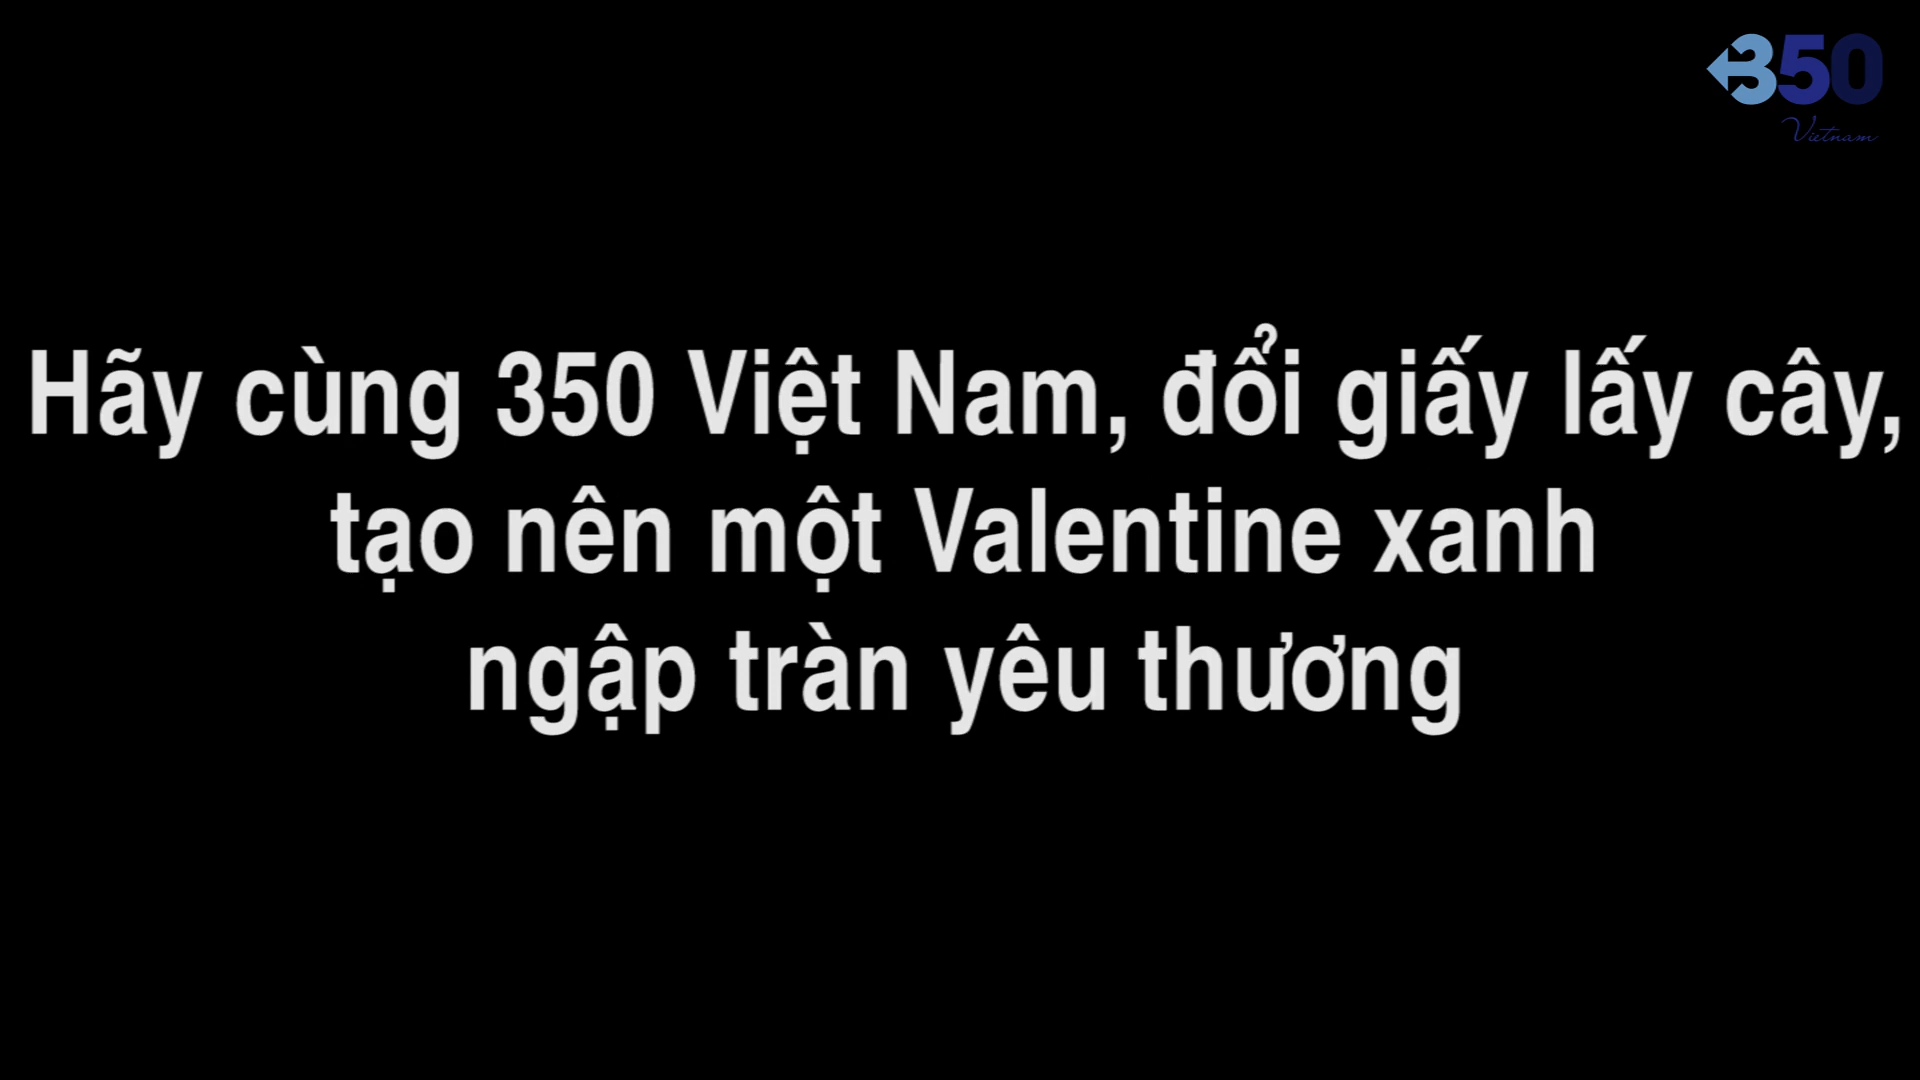 350
Vietnam
Hãy cùng 350 Việt Nam, đổi giấy lấy cây,
tạo nên một Valentine xanh
ngập tràn yêu thương